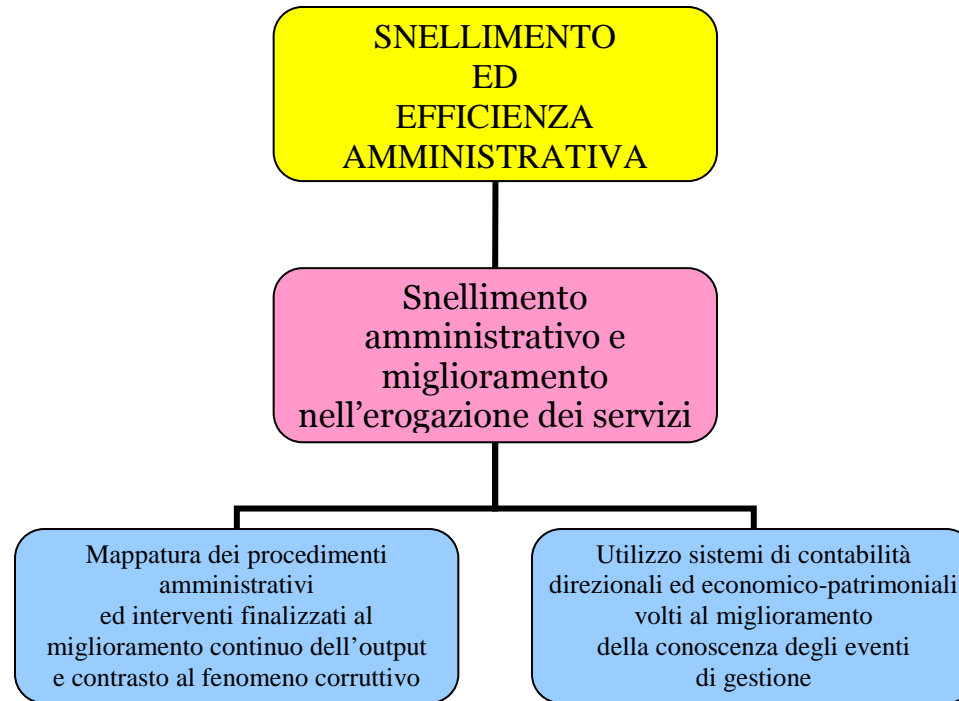 SNELLIMENTO
ED
EFFICIENZA
AMMINISTRATIVA
Snellimento
amministrativo e
miglioramento
nell’erogazione dei servizi
Mappatura dei procedimenti
amministrativi
ed interventi finalizzati al
miglioramento continuo dell’output
e contrasto al fenomeno corruttivo
Utilizzo sistemi di contabilità
direzionali ed economico-patrimoniali
volti al miglioramento
della conoscenza degli eventi
di gestione